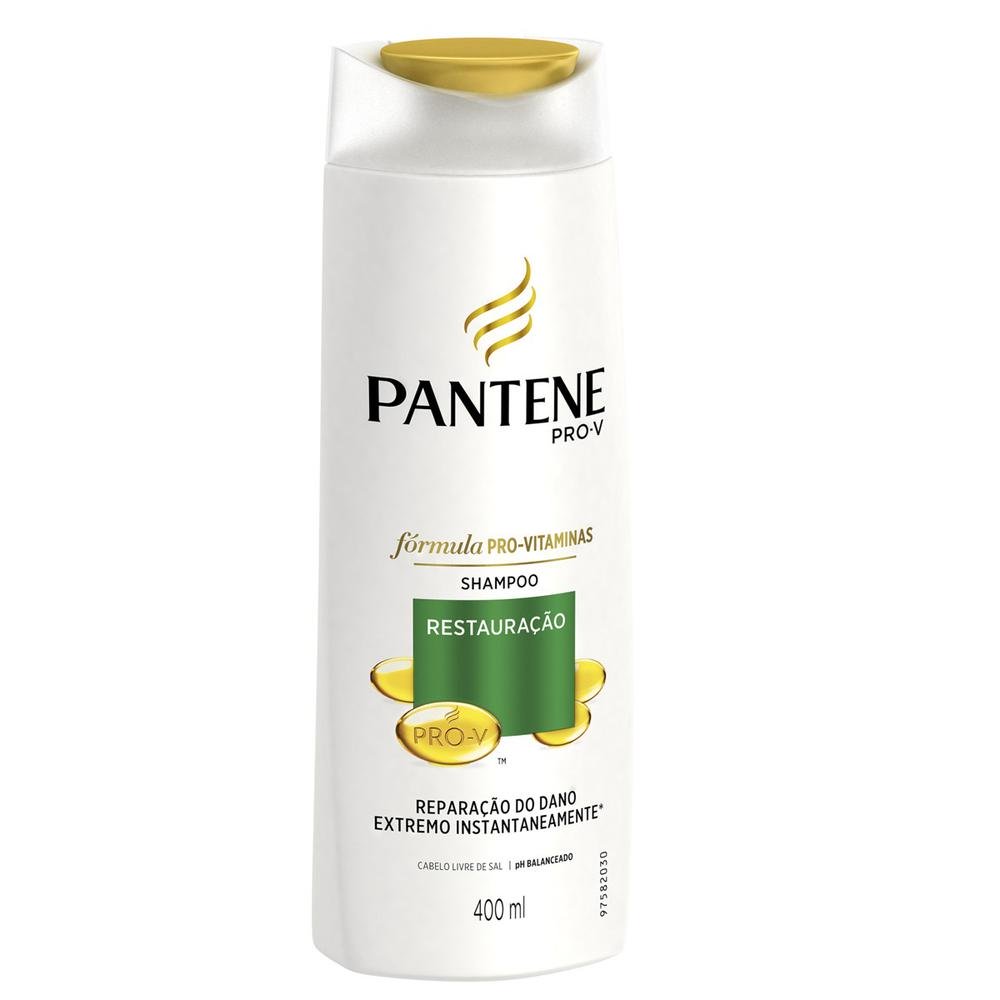 PANTENE
PRO-V
fórmula PRO-VITAMINAS
SHAMPOO
RESTAURAÇÃO
PRO-V
TM
REPARAÇÃO DO DANO
EXTREMO INSTANTANEAMENTE*
CABELO LIVRE DE SAL | pH BALANCEADO
400 ml
97582030